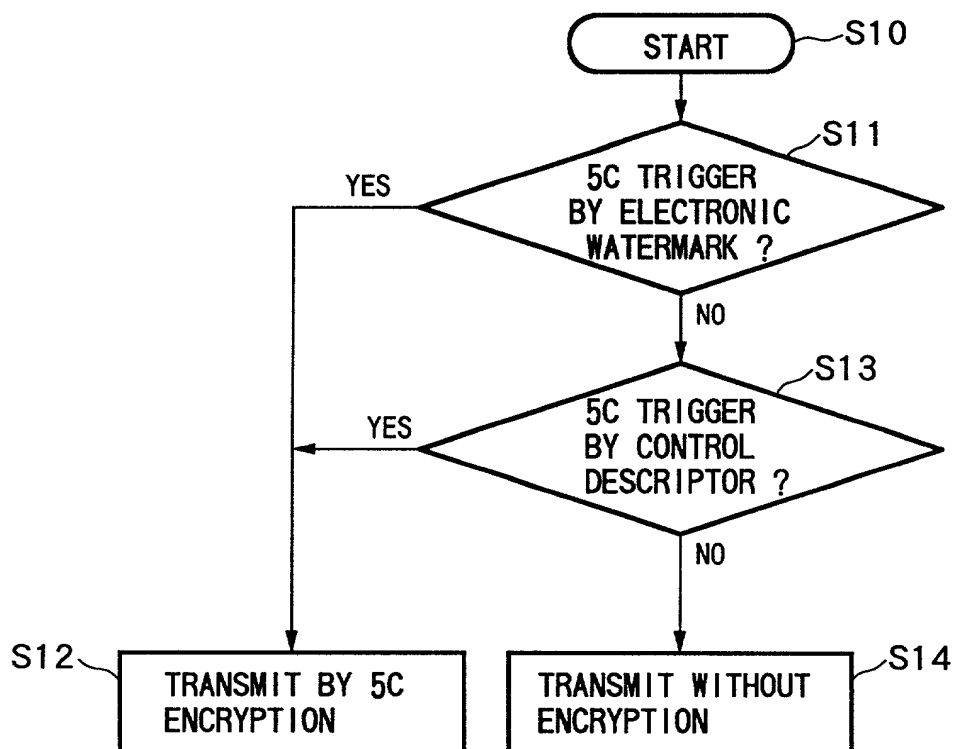 START
S10
S11
5C TRIGGER
BY ELECTRONIC
WATERMARK ?
YES
NO
S13
5C TRIGGER
BY CONTROL
DESCRIPTOR ?
YES
NO
S12
TRANSMIT BY 5C
ENCRYPTION
TRANSMIT WITHOUT
ENCRYPTION
S14